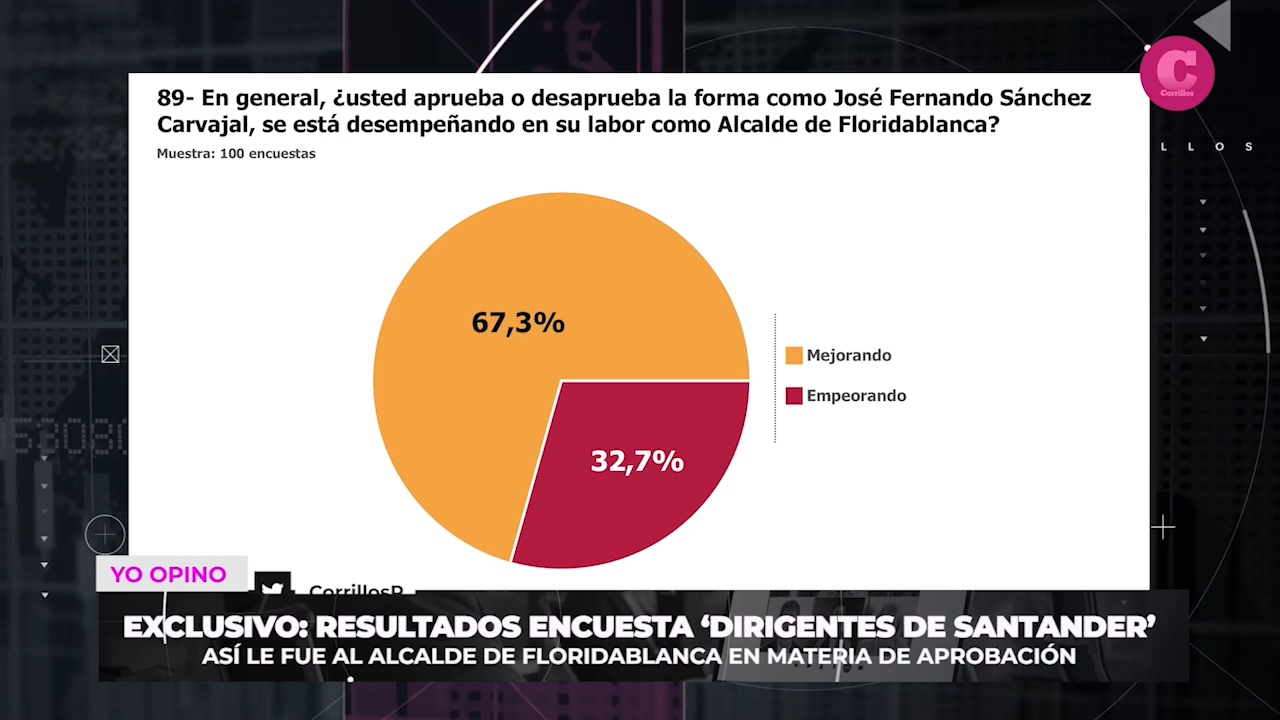 89- En general, ¿usted aprueba o desaprueba la forma como José Fernando Sánchez
Carvajal, se está desempeñando en su labor como Alcalde de Floridablanca?
Muestra: 100 encuestas
C
Corrillos
L L O S
67,3%
32,7%
Mejorando
Empeorando
YO OPINO
EXCLUSIVO: RESULTADOS ENCUESTA ‘DIRIGENTES DE SANTANDER’
ASÍ LE FUE AL ALCALDE DE FLORIDABLANCA EN MATERIA DE APROBACIÓN